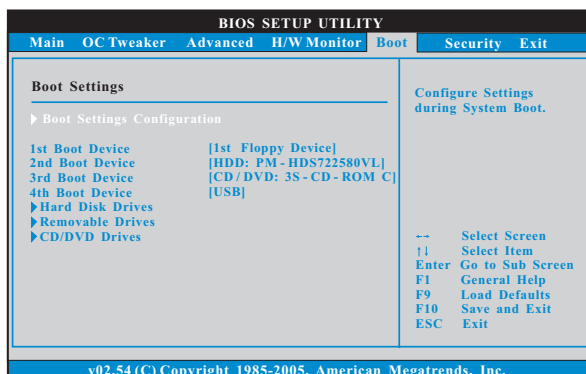 BIOS SETUP UTILITY
Main OC Tweaker Advanced H/W Monitor Boot Security Exit
Boot Settings
Boot Settings Configuration
1st Boot Device [1st Floppy Device]
2nd Boot Device [HDD: PM-HDS722580VL]
3rd Boot Device [CD/DVD: 3S-CD-ROM C]
4th Boot Device [USB]
Hard Disk Drives
Removable Drives
CD/DVD Drives
Configure Settings
during System Boot.
←→ Select Screen
↑↓ Select Item
Enter Go to Sub Screen
F1 General Help
F9 Load Defaults
F10 Save and Exit
ESC Exit
v02.54 (C) Copyright 1985-2005, American Megatrends, Inc.